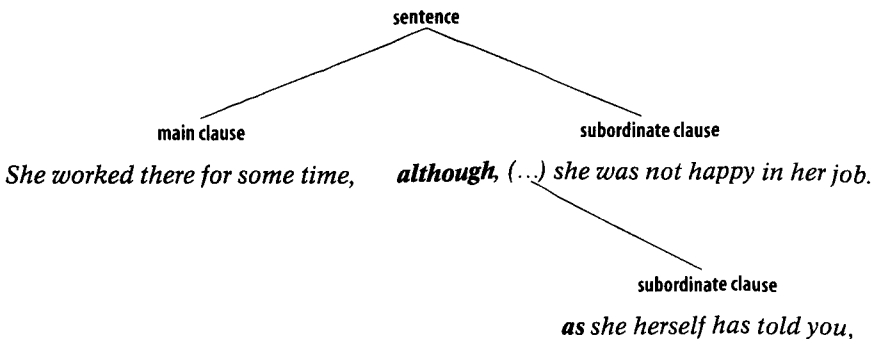 sentence
main clause
subordinate clause
She worked there for some time,
although, (...) she was not happy in her job.
subordinate clause
as she herself has told you,